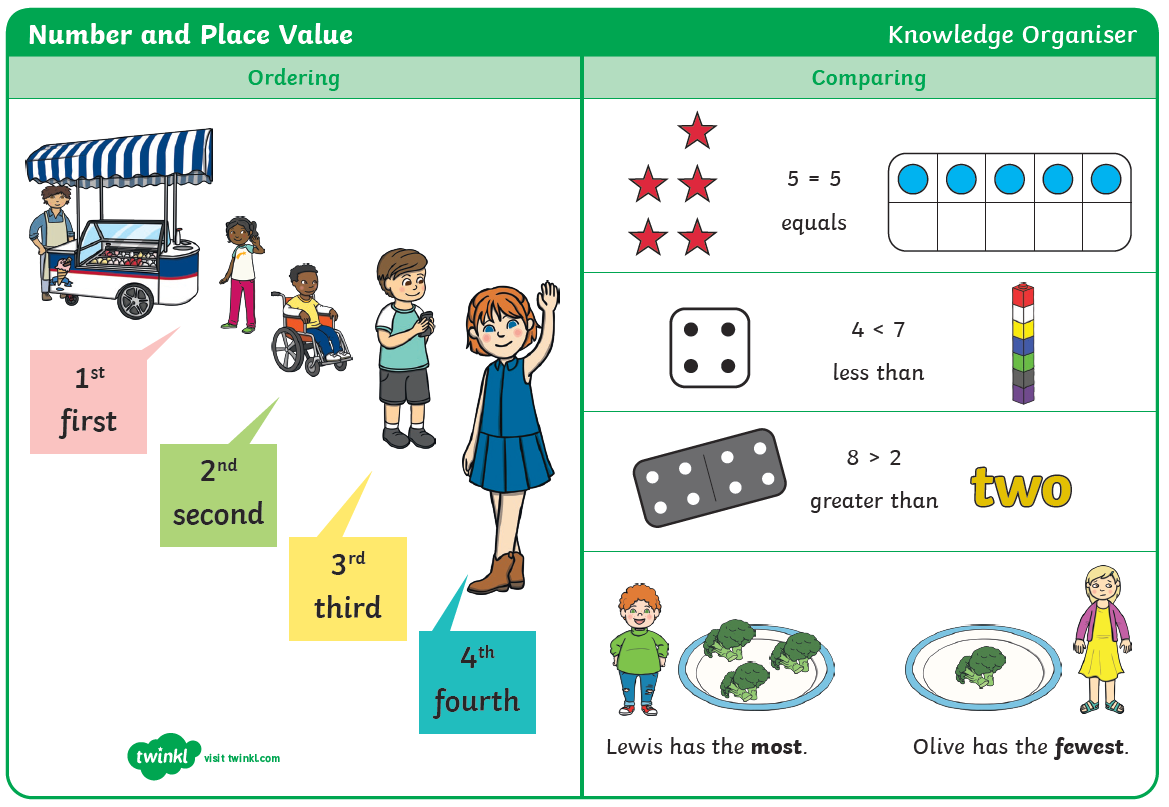 Number and Place Value
Knowledge Organiser
Ordering
1st
first
2nd
second
3rd
third
4th
fourth
twinkl
visit twinkl.com
Comparing
5 = 5
equals
4 < 7
less than
8 > 2
greater than
two
Lewis has the most.
Olive has the fewest.